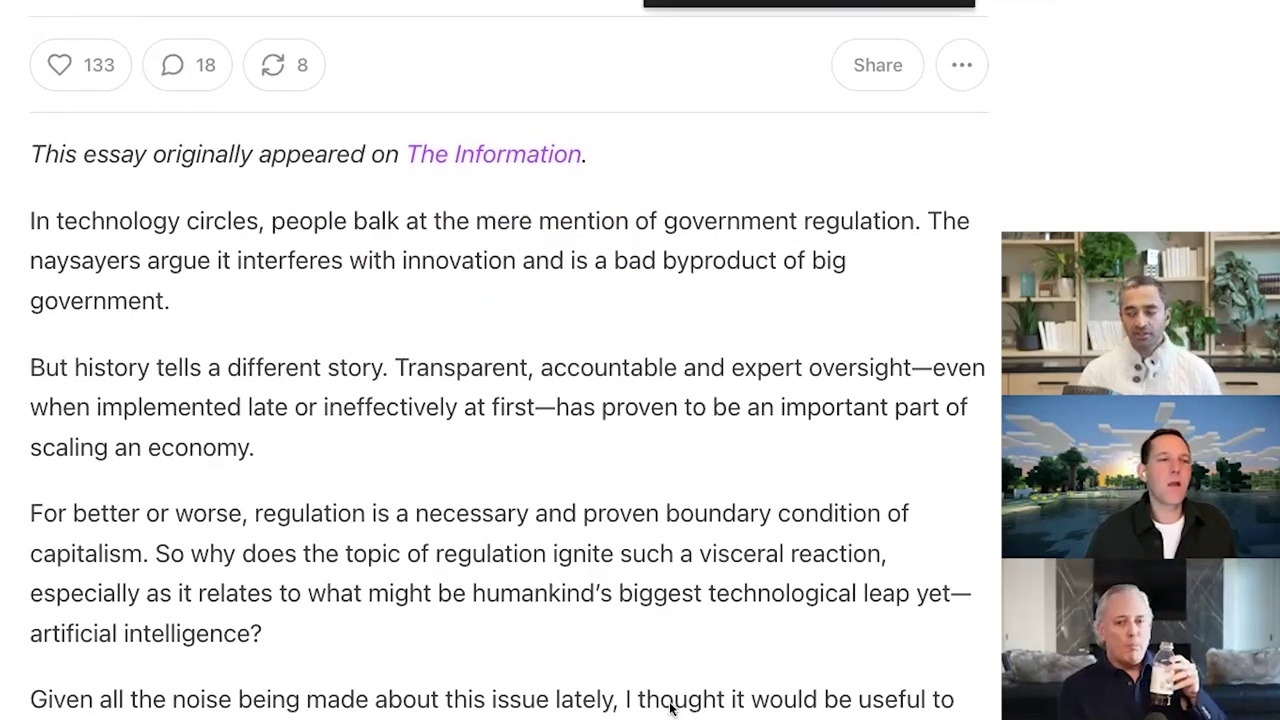 133 18 8 Share
This essay originally appeared on The Information.
In technology circles, people balk at the mere mention of government regulation. The
naysayers argue it interferes with innovation and is a bad byproduct of big
government.
But history tells a different story. Transparent, accountable and expert oversight—even
when implemented late or ineffectively at first—has proven to be an important part of
scaling an economy.
For better or worse, regulation is a necessary and proven boundary condition of
capitalism. So why does the topic of regulation ignite such a visceral reaction,
especially as it relates to what might be humankind’s biggest technological leap yet—
artificial intelligence?
Given all the noise being made about this issue lately, I thought it would be useful to